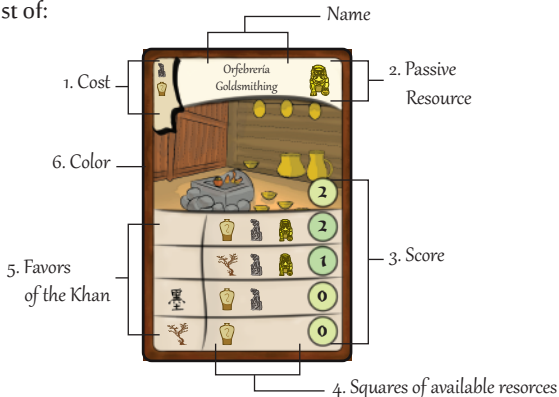 st of:
Name
Orfebrería
Goldsmithing
1. Cost
2. Passive
Resource
6. Color
2
2
1
3. Score
5. Favors
of the Khan
墨
0
0
4. Squares of available resorces